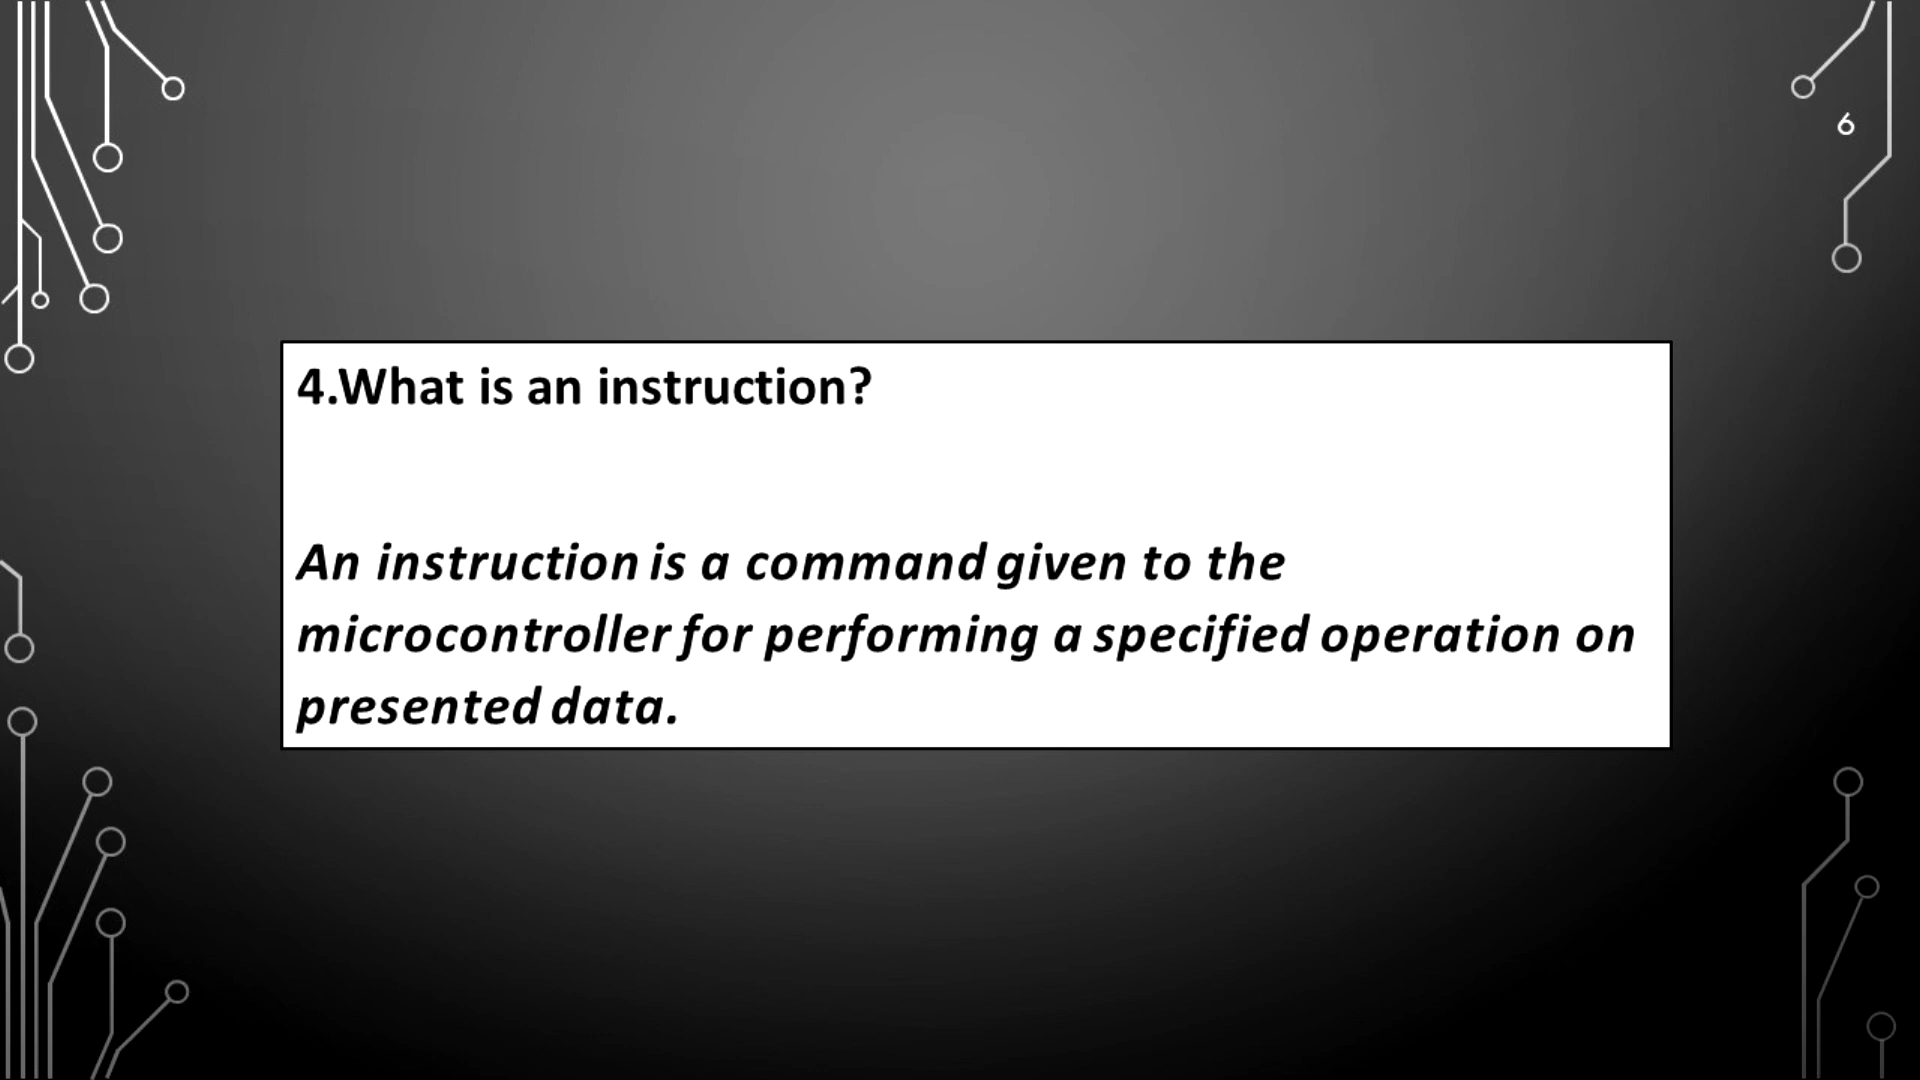 6
4.What is an instruction?
An instruction is a command given to the
microcontroller for performing a specified operation on
presented data.